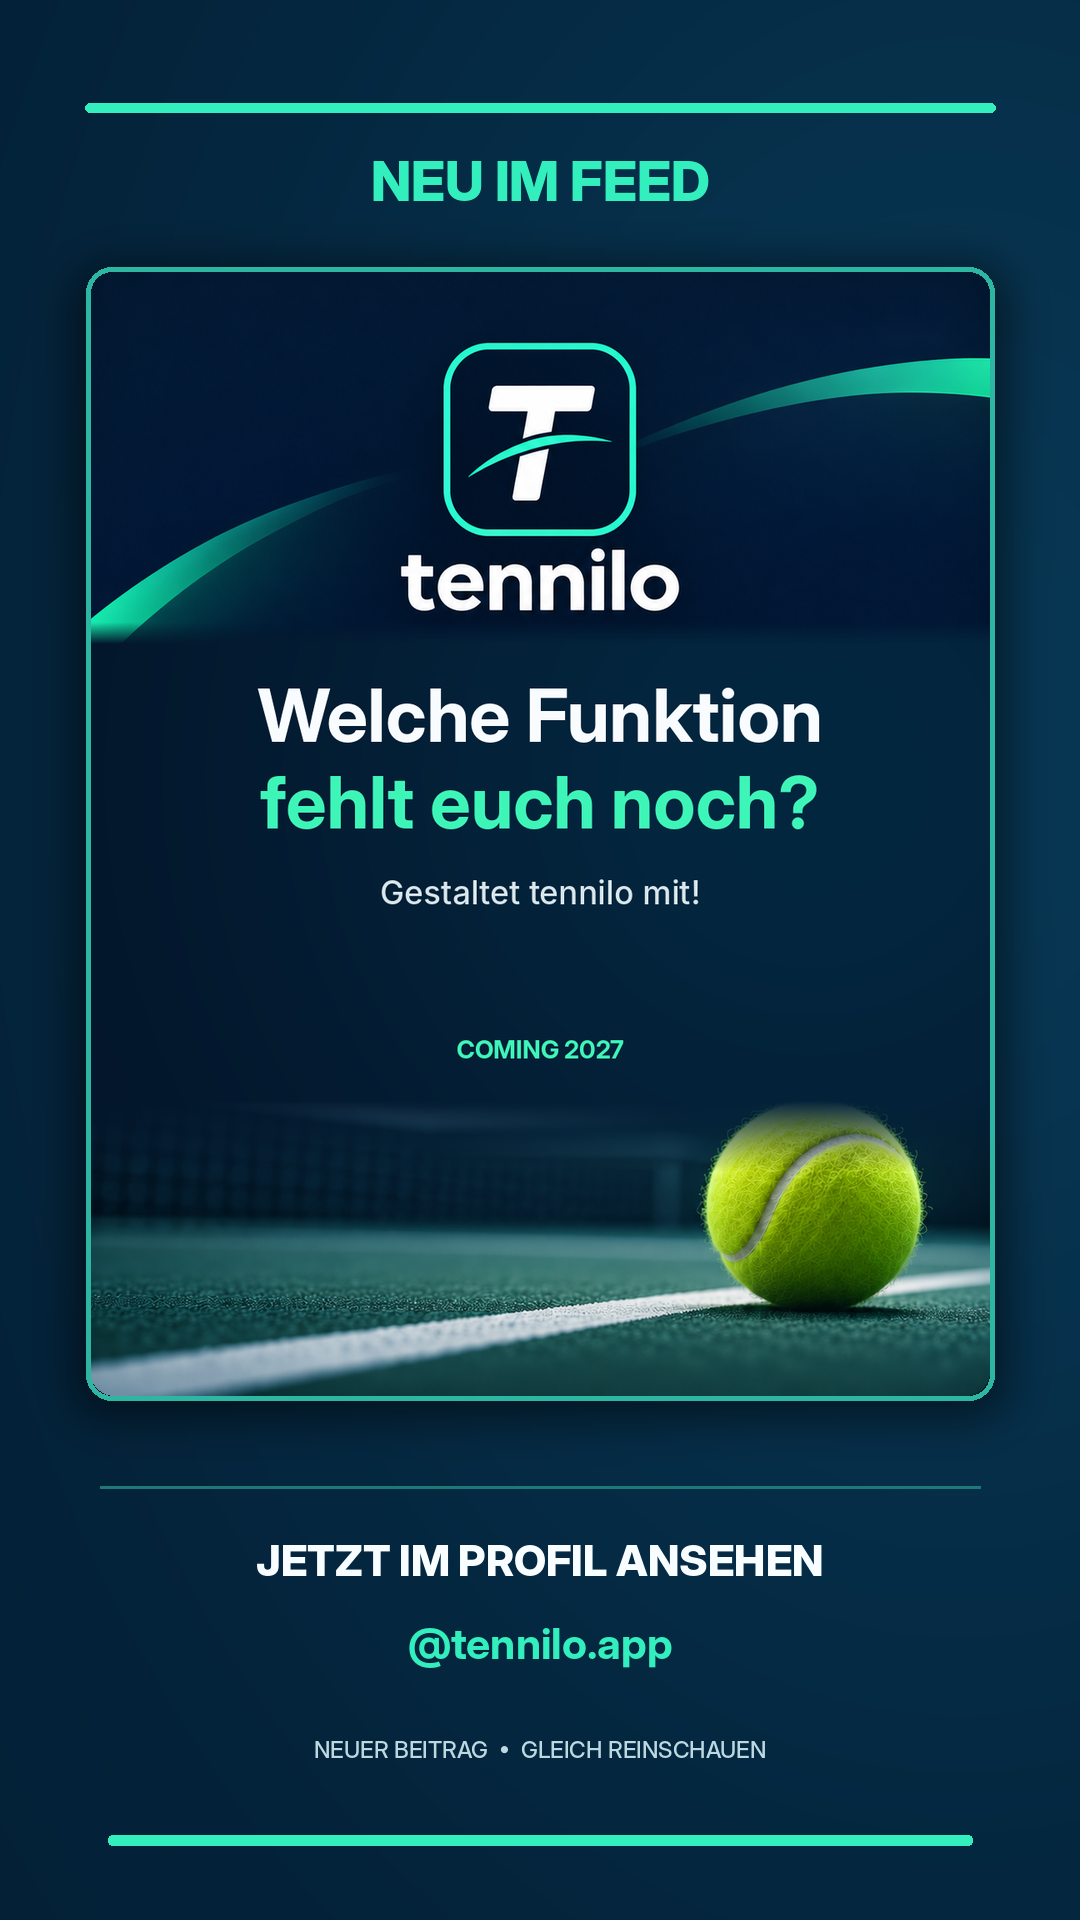 NEU IM FEED
T
tennilo
Welche Funktion
fehlt euch noch?
Gestaltet tennilo mit!
COMING 2027
JETZT IM PROFIL ANSEHEN
@tennilo.app
NEUER BEITRAG • GLEICH REINSCHAUEN